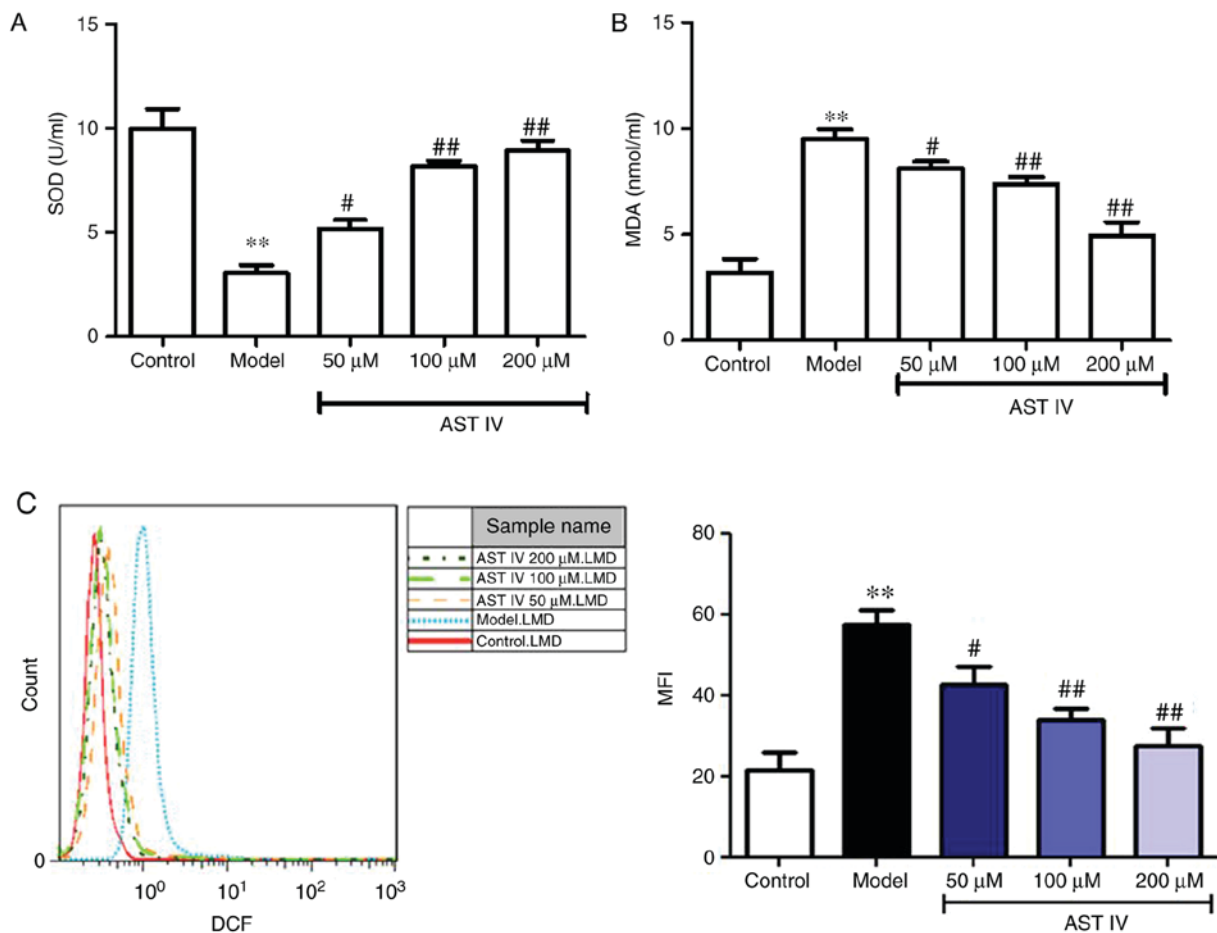 A
SOD (U/ml)
15
10
5
0
**
#
##
##
Control Model 50 μM 100 μM 200 μM
AST IV
B
MDA (nmol/ml)
15
10
5
0
**
#
##
##
Control Model 50 μM 100 μM 200 μM
AST IV
C
Count
0
10⁰ 10¹ 10² 10³
DCF
Sample name
AST IV 200 μM.LMD
AST IV 100 μM.LMD
AST IV 50 μM.LMD
Model.LMD
Control.LMD
MFI
80
60
40
20
0
**
#
##
##
Control Model 50 μM 100 μM 200 μM
AST IV